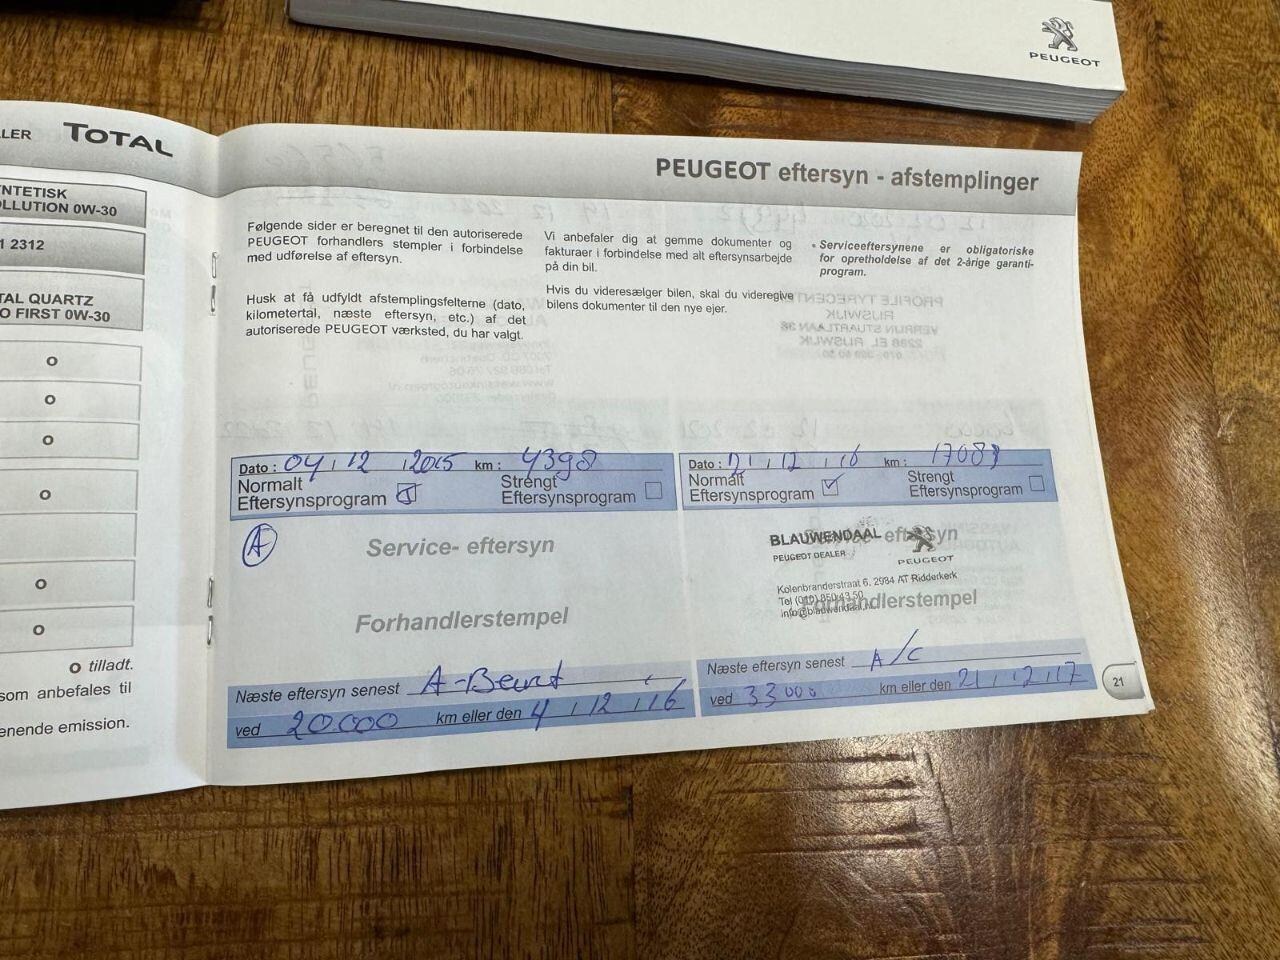 PEUGEOT
LER TOTAL
NTETISK
OLLUTION 0W-30
1 2312
TAL QUARTZ
O FIRST 0W-30
o
o
o
o
o
o
o tilladt.
som anbefales til
enende emission.
PEUGEOT eftersyn - afstemplinger
Følgende sider er beregnet til den autoriserede
PEUGEOT forhandlers stempler i forbindelse
med udførelse af eftersyn.
Husk at få udfyldt afstemplingsfelterne (dato,
kilometertal, næste eftersyn, etc.) af det
autoriserede PEUGEOT værksted, du har valgt.
Vi anbefaler dig at gemme dokumenter og
fakturaer i forbindelse med alt eftersynsarbejde
på din bil.
Hvis du videresælger bilen, skal du videregive
bilens dokumenter til den nye ejer.
• Serviceeftersynene er obligatoriske
for opretholdelse af det 2-årige garanti-
program.
Dato : 04 12 2015 km : 4398
Normalt Eftersynsprogram Strengt Eftersynsprogram
A
Service- eftersyn
Forhandlerstempel
Næste eftersyn senest A-Beurt
ved 20.000 km eller den 4 12 16
Dato : 21 12 16 km : 17089
Normalt Eftersynsprogram Strengt Eftersynsprogram
Service- eftersyn
BLAUWENDAAL
PEUGEOT DEALER PEUGEOT
Kolenbranderstraat 6, 2984 AT Ridderkerk
Forhandlerstempel
Næste eftersyn senest A/C
ved 33000 km eller den 21 12 17
21